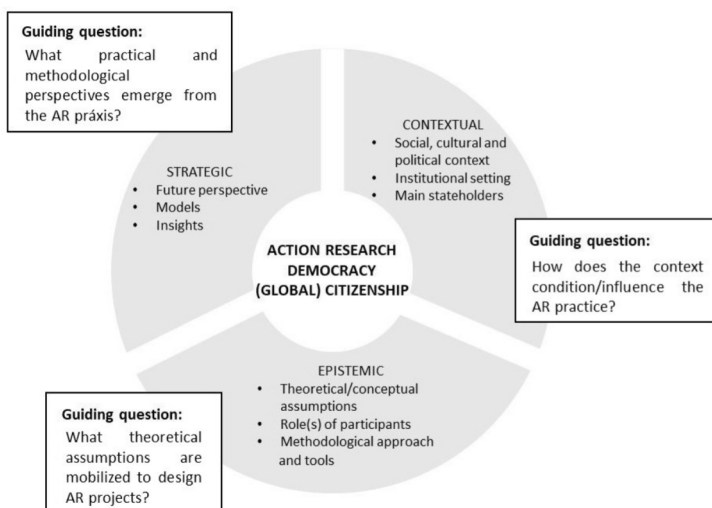 Guiding question:
What practical and
methodological
perspectives emerge from
the AR práxis?
CONTEXTUAL
• Social, cultural and
political context
• Institutional setting
• Main stateholders
STRATEGIC
• Future perspective
• Models
• Insights
ACTION RESEARCH
DEMOCRACY
(GLOBAL) CITIZENSHIP
Guiding question:
How does the context
condition/influence the
AR practice?
EPISTEMIC
• Theoretical/conceptual
assumptions
• Role(s) of participants
• Methodological approach
and tools
Guiding question:
What theoretical
assumptions are
mobilized to design
AR projects?